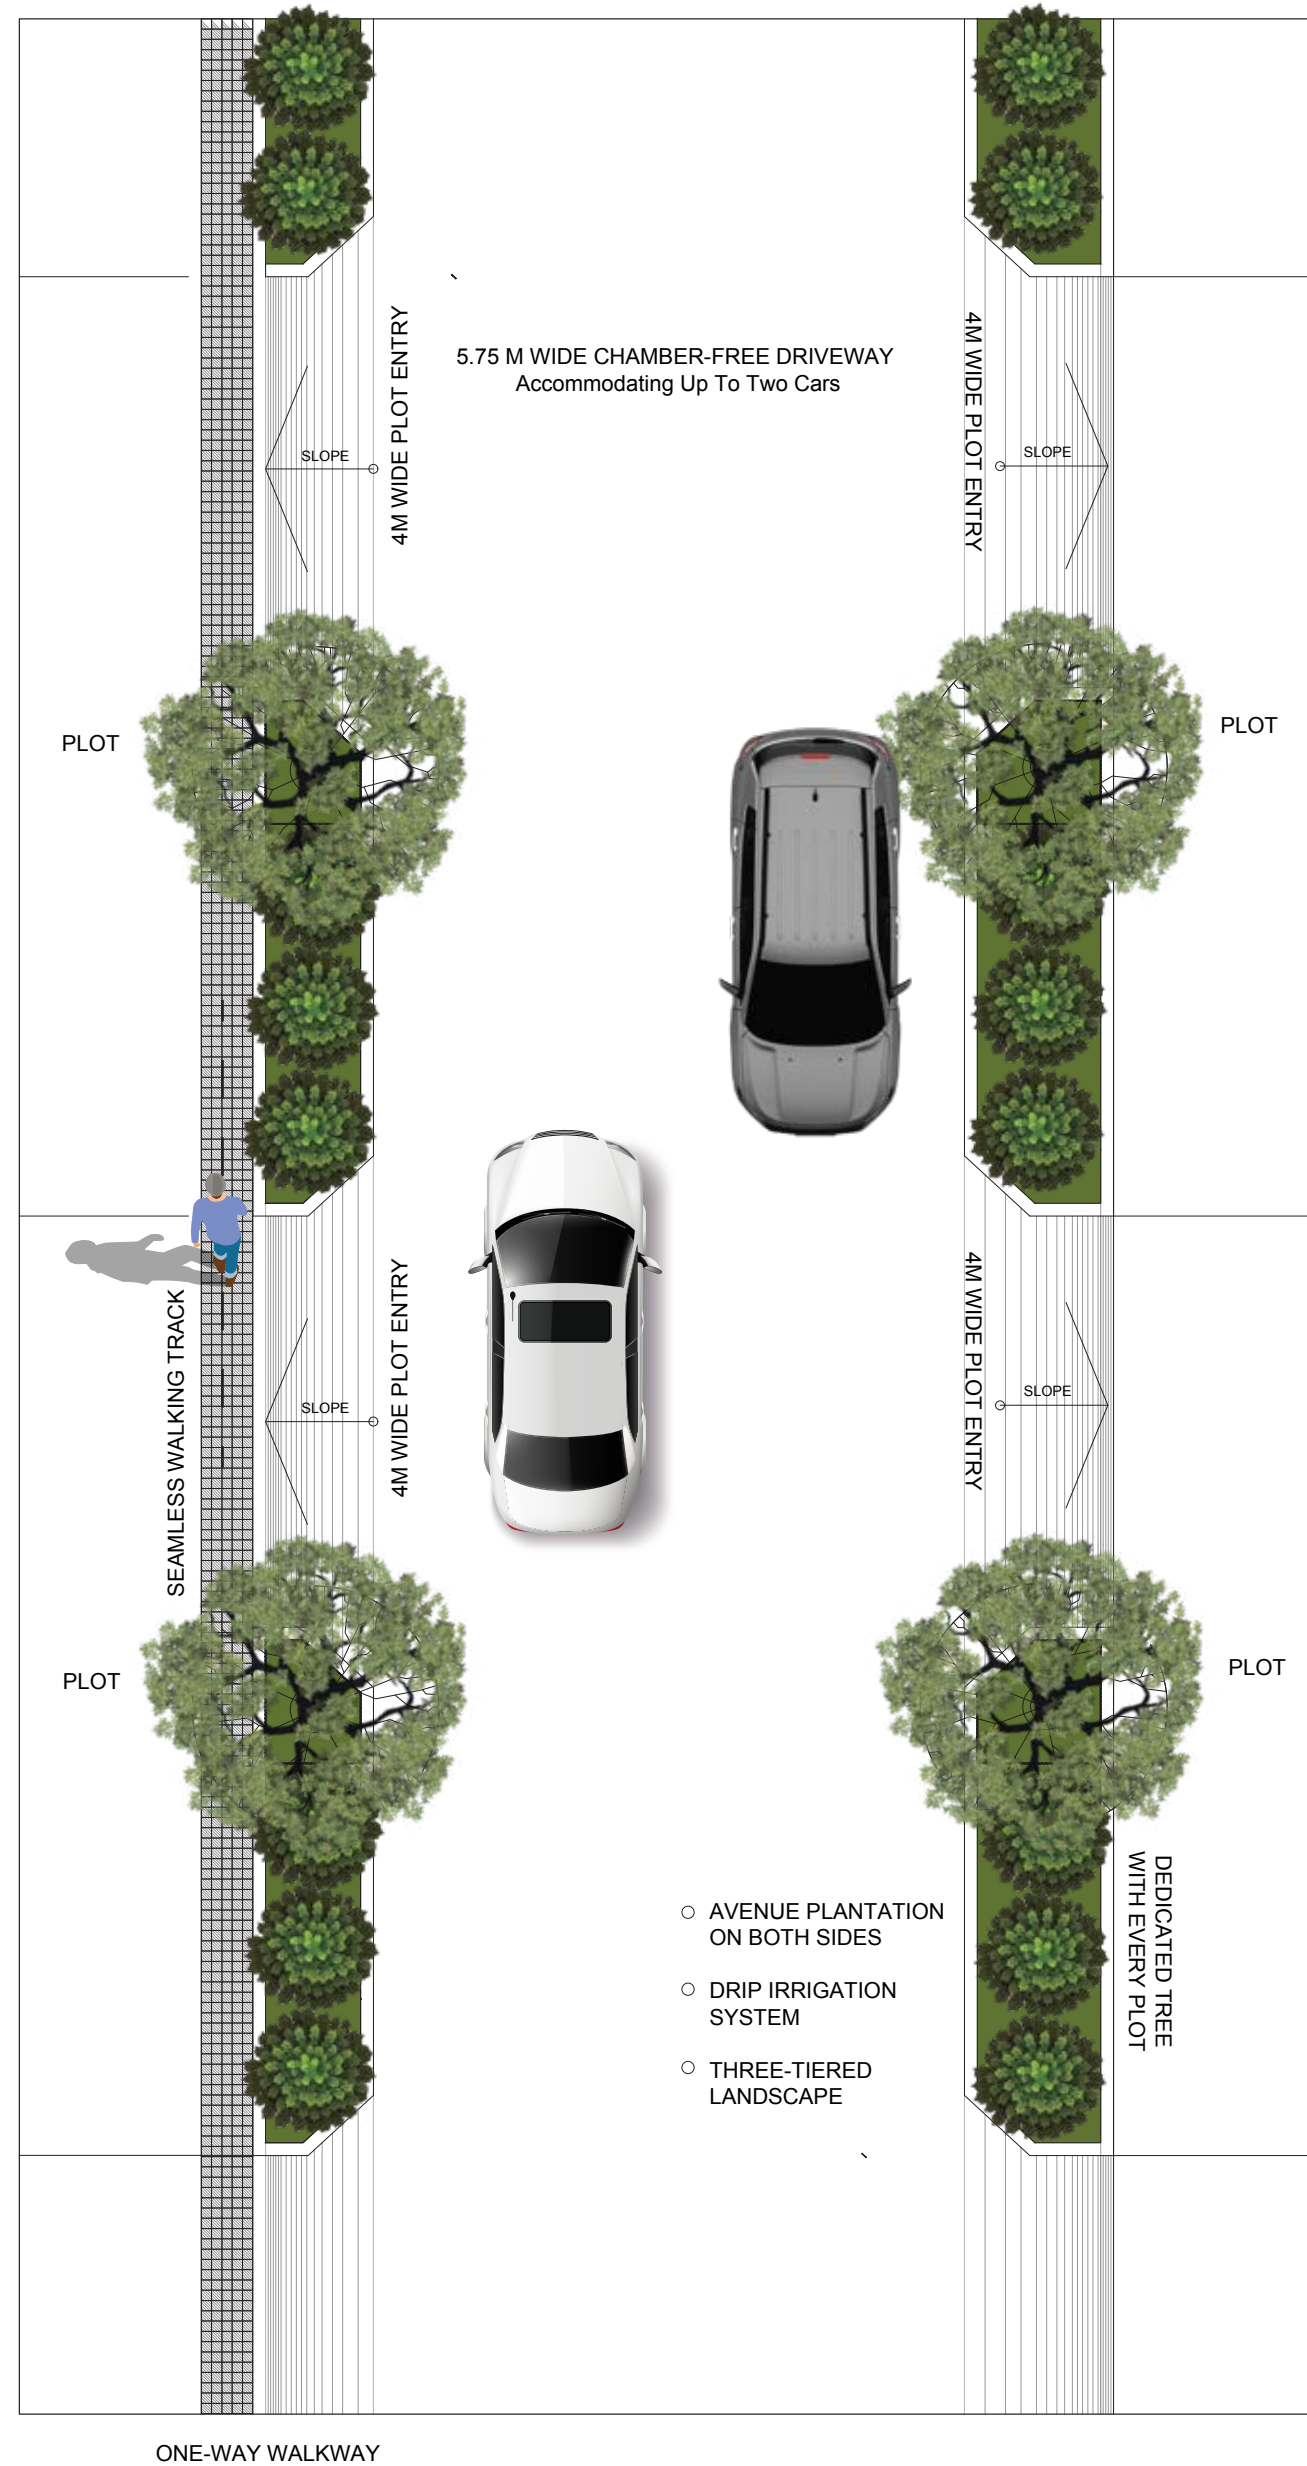 4M WIDE PLOT ENTRY
5.75 M WIDE CHAMBER-FREE DRIVEWAY
Accommodating Up To Two Cars
4M WIDE PLOT ENTRY
SLOPE
SLOPE
PLOT
PLOT
SEAMLESS WALKING TRACK
4M WIDE PLOT ENTRY
4M WIDE PLOT ENTRY
SLOPE
SLOPE
PLOT
PLOT
AVENUE PLANTATION
ON BOTH SIDES
DRIP IRRIGATION
SYSTEM
THREE-TIERED
LANDSCAPE
DEDICATED TREE
WITH EVERY PLOT
ONE-WAY WALKWAY